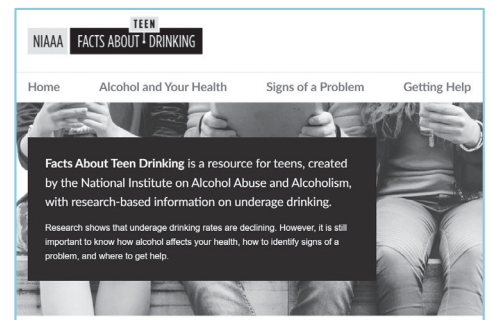 TEEN
NIAAA FACTS ABOUT DRINKING
Home Alcohol and Your Health Signs of a Problem Getting Help
Facts About Teen Drinking is a resource for teens, created
by the National Institute on Alcohol Abuse and Alcoholism,
with research-based information on underage drinking.
Research shows that underage drinking rates are declining. However, it is still
important to know how alcohol affects your health, how to identify signs of a
problem, and where to get help.